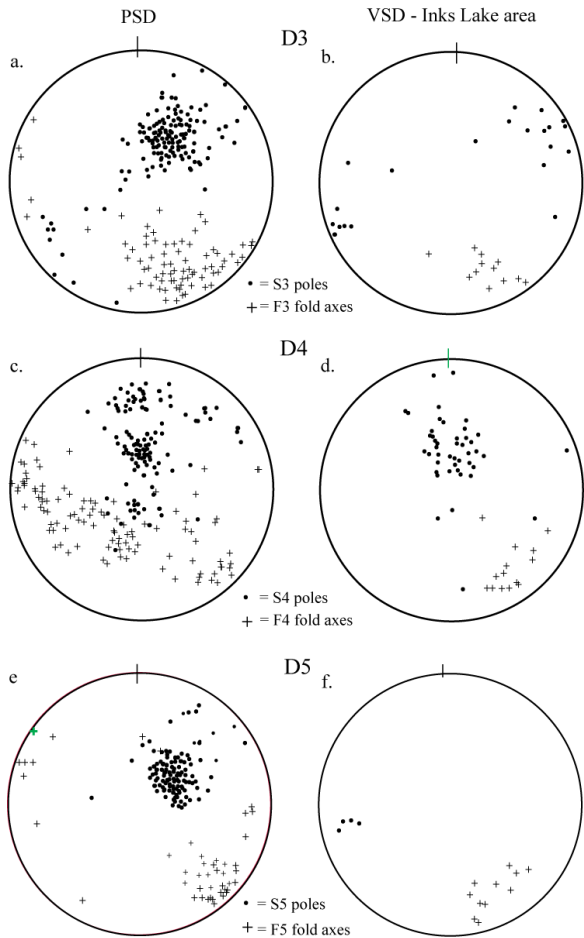 PSD
VSD - Inks Lake area
D3
a.
b.
= S3 poles
= F3 fold axes
D4
c.
d.
= S4 poles
= F4 fold axes
D5
e
f.
= S5 poles
= F5 fold axes